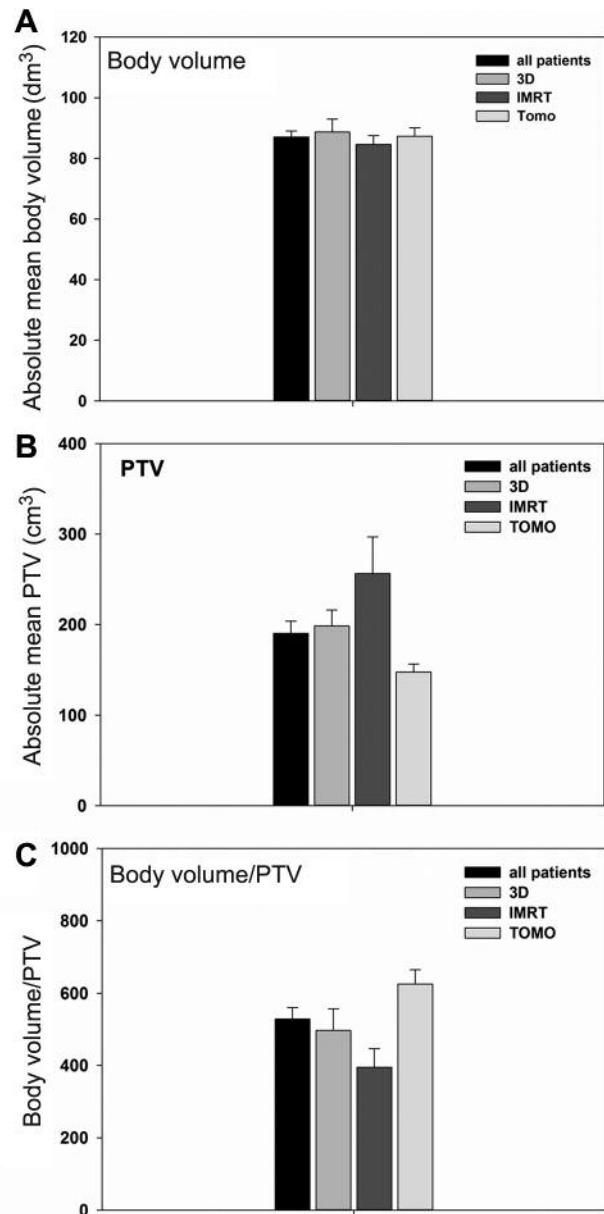 A
Absolute mean body volume (dm³)
120
100
80
60
40
20
0
Body volume
all patients
3D
IMRT
Tomo
B
Absolute mean PTV (cm³)
400
300
200
100
0
PTV
all patients
3D
IMRT
TOMO
C
Body volume/PTV
1000
800
600
400
200
0
Body volume/PTV
all patients
3D
IMRT
TOMO